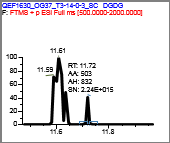 QEF1630_OG37_T3-14-0-3_SC DGDG
F: FTMS + p ESI Full ms [500.0000-2000.0000]
11.61
100
11.59
RT: 11.72
AA: 503
AH: 832
SN: 2.24E+015
80
60
40
20
0
11.6 11.8